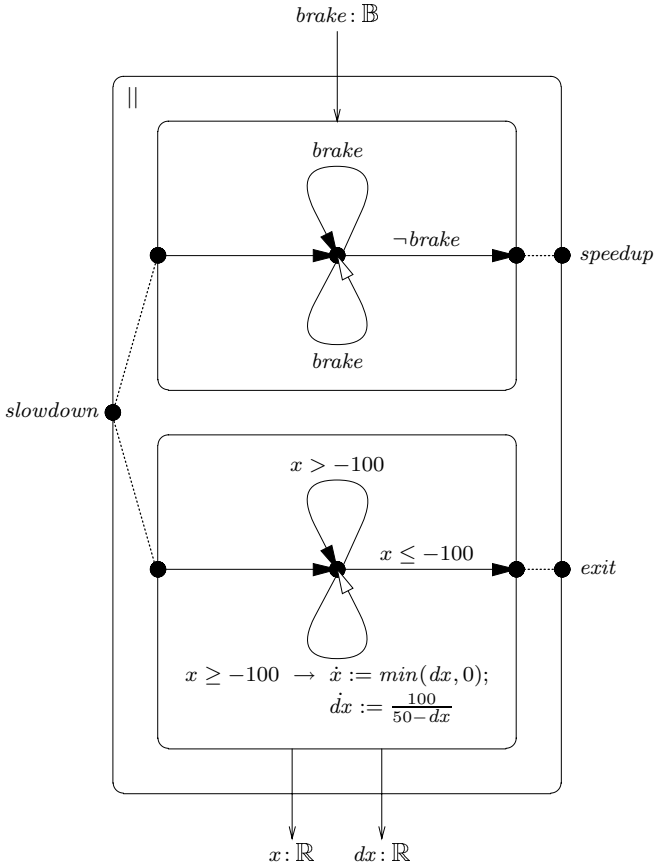 brake: 𝔹
||
brake
¬brake
speedup
brake
slowdown
x > −100
x ≤ −100
exit
x ≥ −100 → ẋ := min(dx, 0);
ḋx := 100/(50−dx)
x: ℝ dx: ℝ